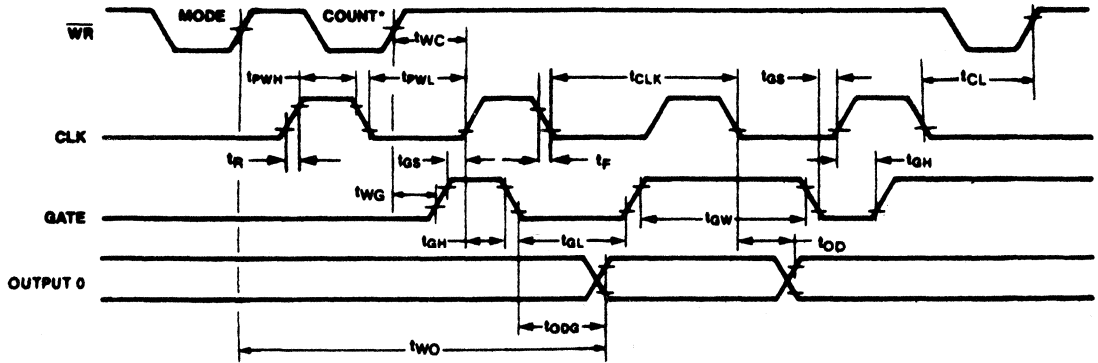 MODE COUNT*
WR
tWC
tPWH tPWL tCLK tGS tCL
CLK
tR tGS tF tGH
tWG
GATE
tGW
tGH tGL tOD
OUTPUT 0
tODG
tWO